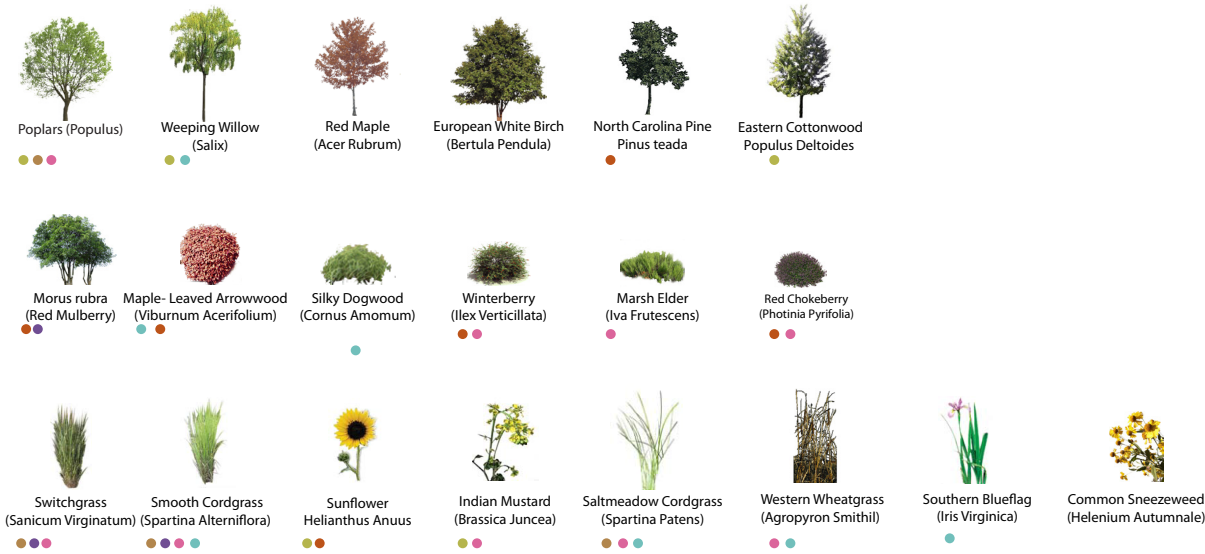 Poplars (Populus)
Weeping Willow
(Salix)
Red Maple
(Acer Rubrum)
European White Birch
(Bertula Pendula)
North Carolina Pine
Pinus teada
Eastern Cottonwood
Populus Deltoides
Morus rubra
(Red Mulberry)
Maple- Leaved Arrowwood
(Viburnum Acerifolium)
Silky Dogwood
(Cornus Amomum)
Winterberry
(Ilex Verticillata)
Marsh Elder
(Iva Frutescens)
Red Chokeberry
(Photinia Pyrifolia)
Switchgrass
(Sanicum Virginatum)
Smooth Cordgrass
(Spartina Alterniflora)
Sunflower
Helianthus Anuus
Indian Mustard
(Brassica Juncea)
Saltmeadow Cordgrass
(Spartina Patens)
Western Wheatgrass
(Agropyron Smithil)
Southern Blueflag
(Iris Virginica)
Common Sneezeweed
(Helenium Autumnale)